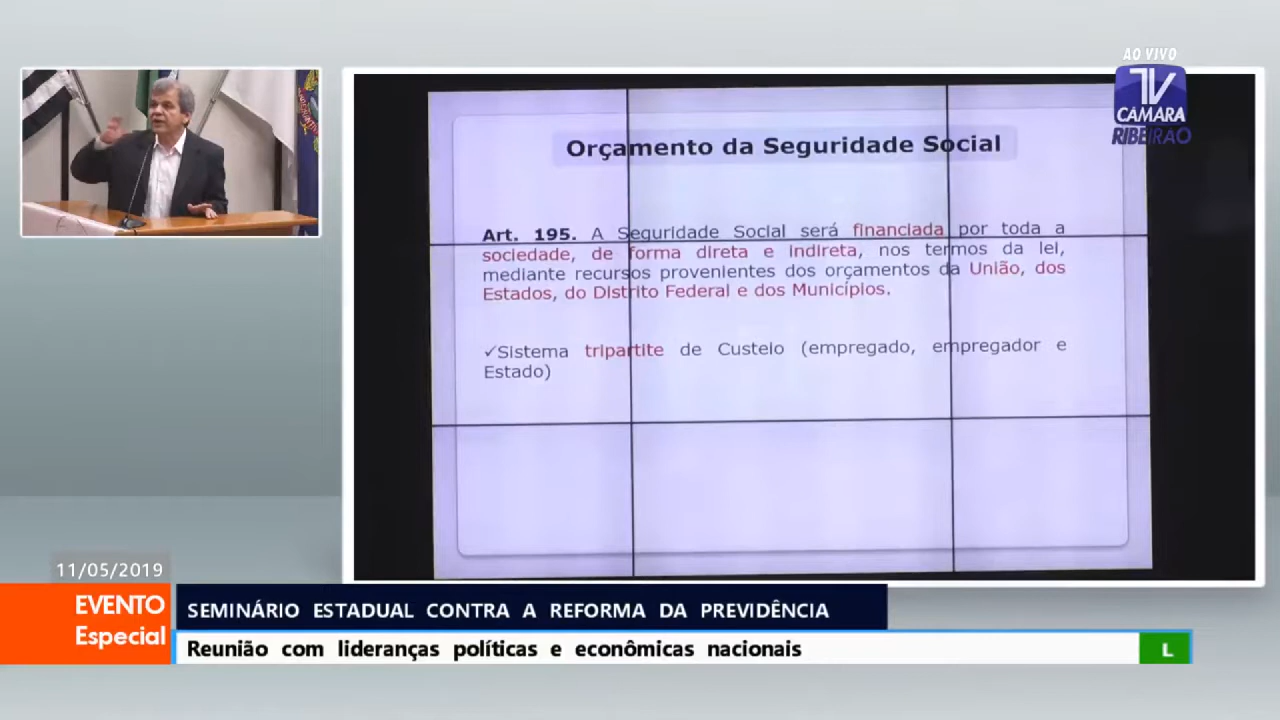 AO VIVO
TV
CÂMARA
RIBEIRÃO
Orçamento da Seguridade Social
Art. 195. A Seguridade Social será financiada por toda a
sociedade, de forma direta e indireta, nos termos da lei,
mediante recursos provenientes dos orçamentos da União, dos
Estados, do Distrito Federal e dos Municípios.
✓Sistema tripartite de Custeio (empregado, empregador e
Estado)
11/05/2019
EVENTO
Especial
SEMINÁRIO ESTADUAL CONTRA A REFORMA DA PREVIDÊNCIA
Reunião com lideranças políticas e econômicas nacionais
L